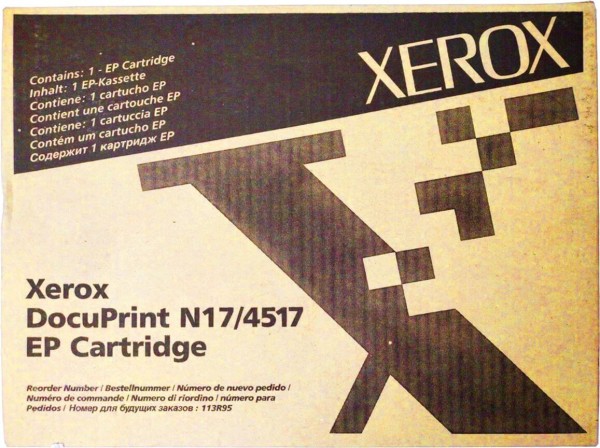 XEROX
Contains: 1 - EP Cartridge
Inhalt: 1 EP-Kassette
Contiene: 1 cartucho EP
Contient une cartouche EP
Contiene: 1 cartuccia EP
Contém um cartucho EP
Содержит 1 картридж EP
Xerox
DocuPrint N17/4517
EP Cartridge
Reorder Number / Bestellnummer / Número de nuevo pedido /
Numéro de commande / Numero di riordino / número para
Pedidos / Номер для будущих заказов : 113R95